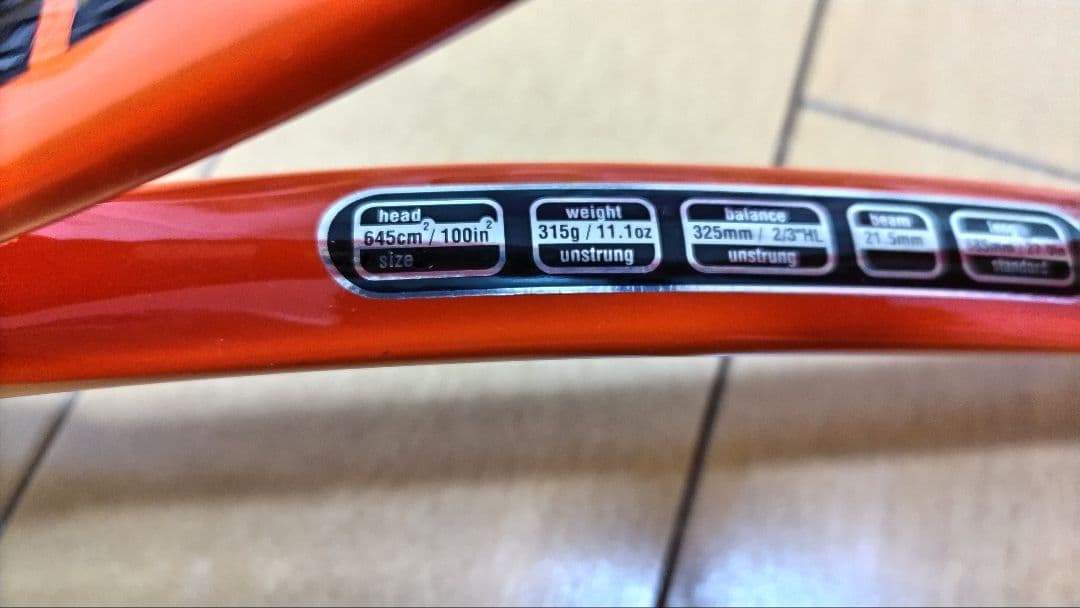 head
645cm²/ 100in²
size
weight
315g / 11.1oz
unstrung
balance
325mm / 2/3"HL
unstrung
beam
21.5mm
standard